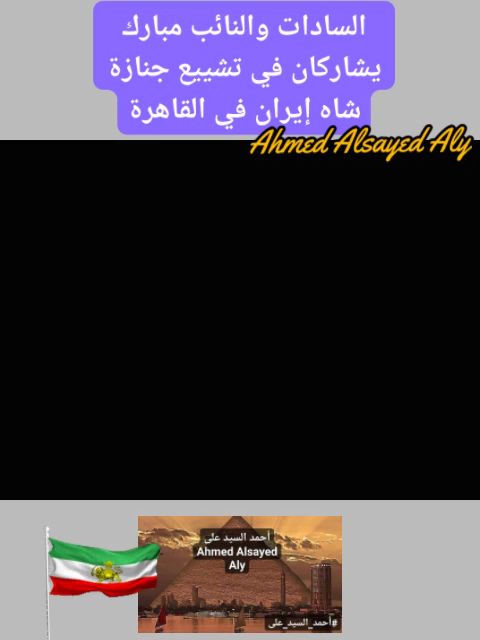 السادات والنائب مبارك
يشاركان في تشييع جنازة
شاه إيران في القاهرة
Ahmed Alsayed Aly
أحمد السيد على
Ahmed Alsayed
Aly
#أحمد_السيد_على